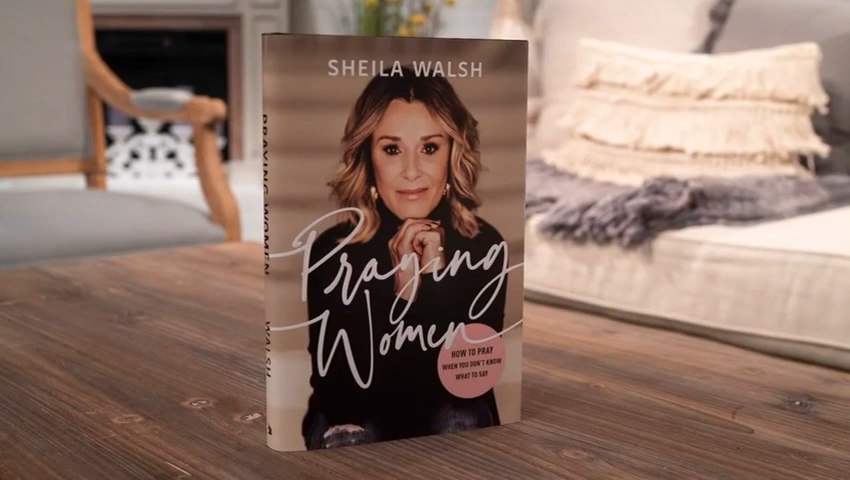 SHEILA WALSH
Praying
Women
HOW TO PRAY
WHEN YOU DON'T KNOW
WHAT TO SAY
PRAYING WOMEN
WALSH